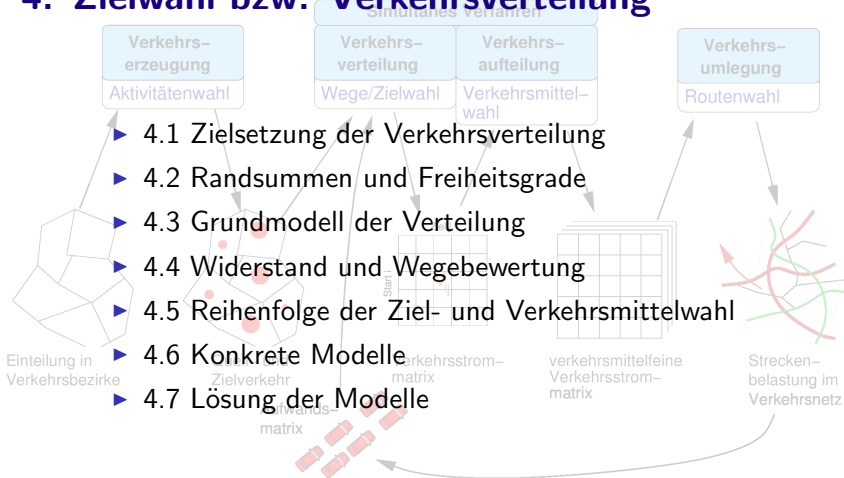 4. Zielwahl bzw. Verkehrsverteilung
Simultanes Verfahren
Verkehrs–
erzeugung
Aktivitätenwahl
Verkehrs–
verteilung
Wege/Zielwahl
Verkehrs–
aufteilung
Verkehrsmittel–
wahl
Verkehrs–
umlegung
Routenwahl
4.1 Zielsetzung der Verkehrsverteilung
4.2 Randsummen und Freiheitsgrade
4.3 Grundmodell der Verteilung
4.4 Widerstand und Wegebewertung
4.5 Reihenfolge der Ziel- und Verkehrsmittelwahl
4.6 Konkrete Modelle
4.7 Lösung der Modelle
Start i
Einteilung in
Verkehrsbezirke
Zielverkehr
Verkehrsstrom–
matrix
verkehrsmittelfeine
Verkehrsstrom–
matrix
Strecken–
belastung im
Verkehrsnetz
Aufwands–
matrix